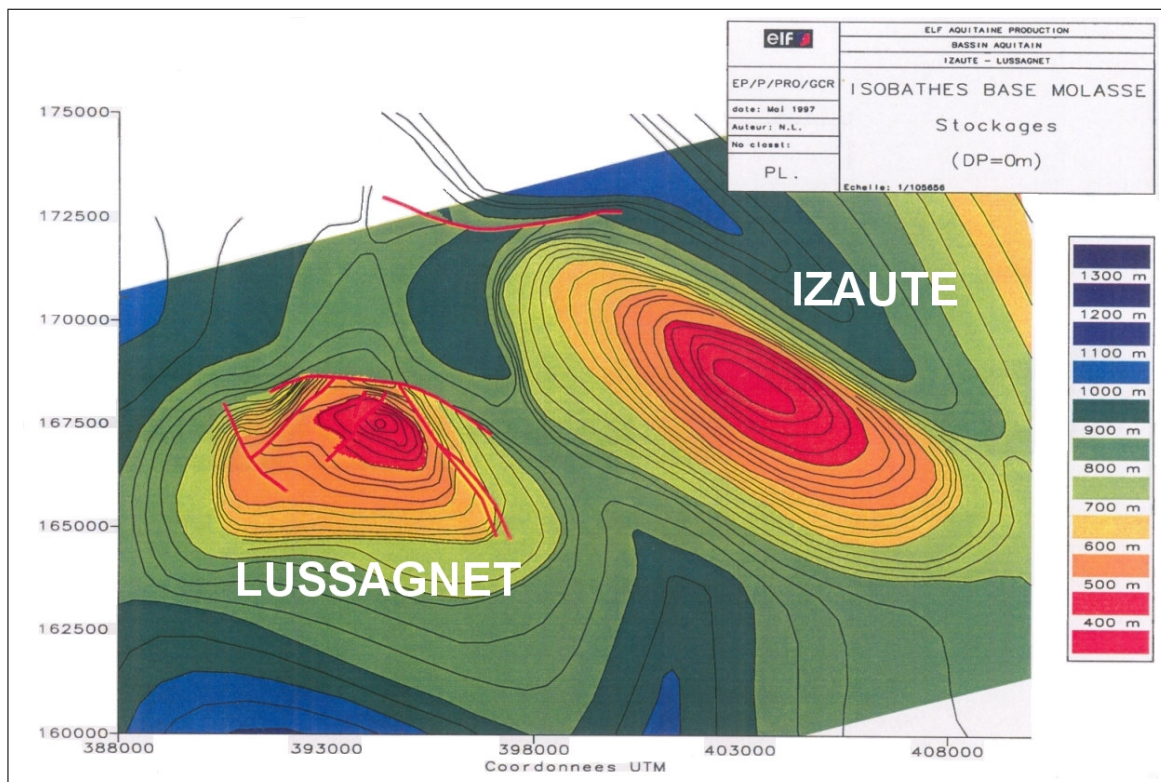 elf
ELF AQUITAINE PRODUCTION
BASSIN AQUITAIN
IZAUTE - LUSSAGNET
EP/P/PRO/GCR
date: Mai 1997
Auteur: N.L.
No classt:
PL.
ISOBATHES BASE MOLASSE
Stockages
(DP=0m)
Echelle: 1/105656
175000
172500
170000
167500
165000
162500
160000
IZAUTE
LUSSAGNET
1300 m
1200 m
1100 m
1000 m
900 m
800 m
700 m
600 m
500 m
400 m
388000
393000
398000
403000
408000
Coordonnees UTM